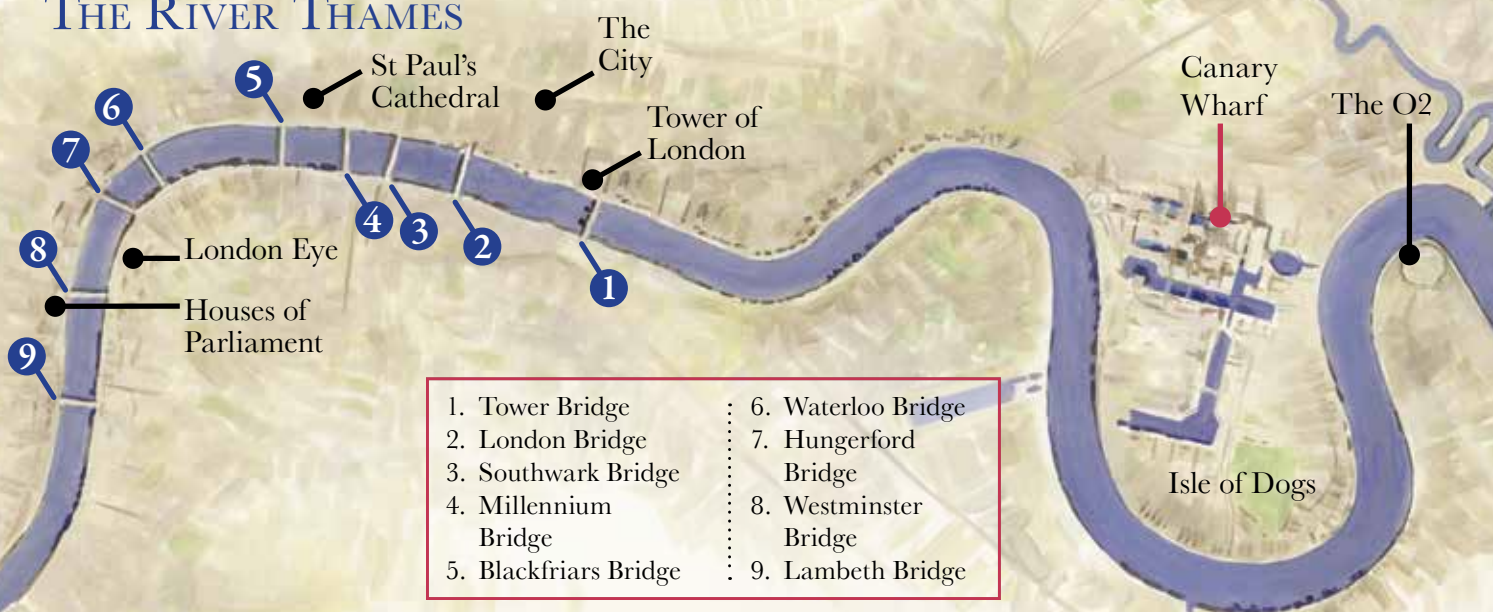 THE RIVER THAMES
The
City
St Paul's
Cathedral
5
6
7
Tower of
London
Canary
Wharf
The O2
4
3
2
8
London Eye
1
Houses of
Parliament
9
1. Tower Bridge
2. London Bridge
3. Southwark Bridge
4. Millennium
Bridge
5. Blackfriars Bridge
6. Waterloo Bridge
7. Hungerford
Bridge
8. Westminster
Bridge
9. Lambeth Bridge
Isle of Dogs